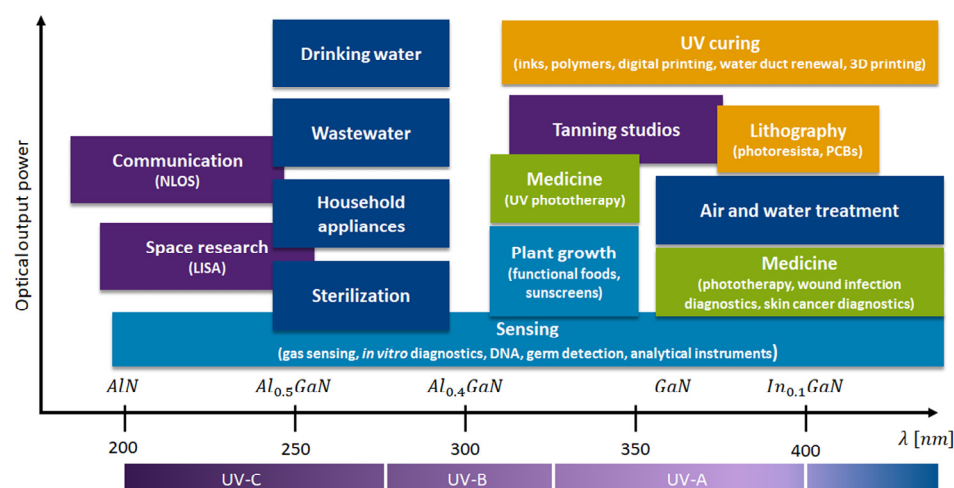 Optical output power
Drinking water
UV curing
(inks, polymers, digital printing, water duct renewal, 3D printing)
Wastewater
Tanning studios
Lithography
(photoresista, PCBs)
Communication
(NLOS)
Medicine
(UV phototherapy)
Household
appliances
Air and water treatment
Space research
(LISA)
Plant growth
(functional foods,
sunscreens)
Medicine
(phototherapy, wound infection
diagnostics, skin cancer diagnostics)
Sterilization
Sensing
(gas sensing, in vitro diagnostics, DNA, germ detection, analytical instruments)
AlN Al₀.₅GaN Al₀.₄GaN GaN In₀.₁GaN
λ [nm]
200 250 300 350 400
UV-C UV-B UV-A